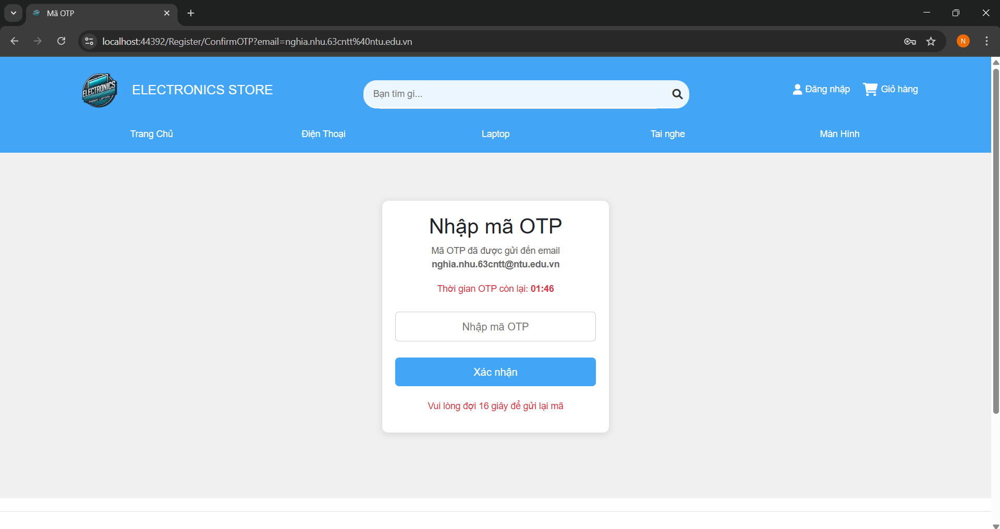 Mã OTP
localhost:44392/Register/ConfirmOTP?email=nghia.nhu.63cntt%40ntu.edu.vn
N
ELECTRONICS
PHONES - LAPTOPS
ELECTRONICS STORE
Bạn tìm gì...
Đăng nhập
Giỏ hàng
Trang Chủ
Điện Thoại
Laptop
Tai nghe
Màn Hình
Nhập mã OTP
Mã OTP đã được gửi đến email
nghia.nhu.63cntt@ntu.edu.vn
Thời gian OTP còn lại: 01:46
Nhập mã OTP
Xác nhận
Vui lòng đợi 16 giây để gửi lại mã